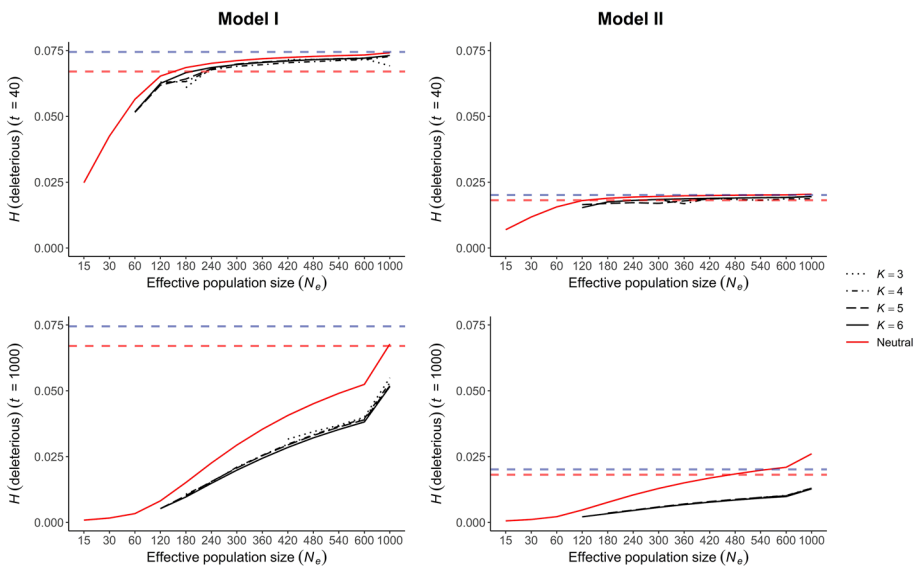 Model I
Model II
H (deleterious) (t = 40)
0.075
0.050
0.025
0.000
15 30 60 120 180 240 300 360 420 480 540 600 1000
Effective population size (Ne)
H (deleterious) (t = 40)
0.075
0.050
0.025
0.000
15 30 60 120 180 240 300 360 420 480 540 600 1000
Effective population size (Ne)
H (deleterious) (t = 1000)
0.075
0.050
0.025
0.000
15 30 60 120 180 240 300 360 420 480 540 600 1000
Effective population size (Ne)
H (deleterious) (t = 1000)
0.075
0.050
0.025
0.000
15 30 60 120 180 240 300 360 420 480 540 600 1000
Effective population size (Ne)
K = 3
K = 4
K = 5
K = 6
Neutral